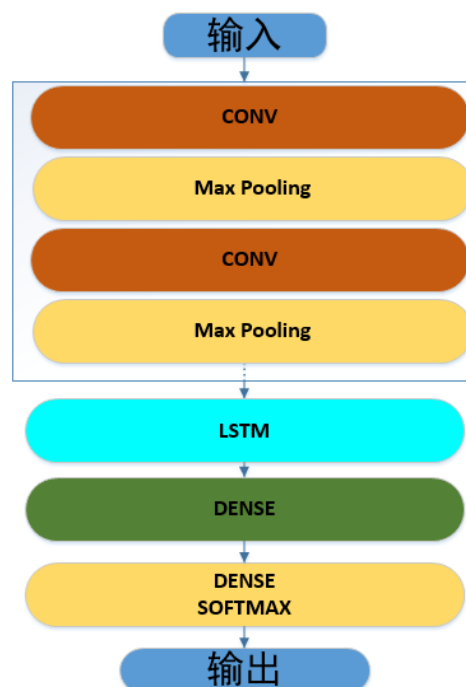 输入
CONV
Max Pooling
CONV
Max Pooling
LSTM
DENSE
DENSE
SOFTMAX
输出